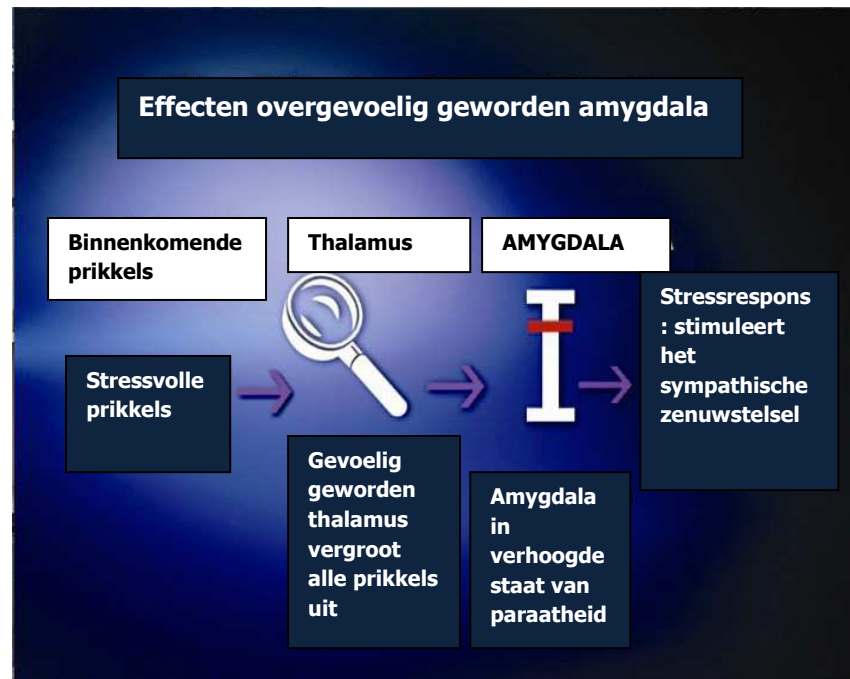 Effecten overgevoelig geworden amygdala
Binnenkomende
prikkels
Thalamus
AMYGDALA
Stressvolle
prikkels
Gevoelig
geworden
thalamus
vergroot
alle prikkels
uit
Amygdala
in
verhoogde
staat van
paraatheid
Stressrespons
: stimuleert
het
sympathische
zenuwstelsel